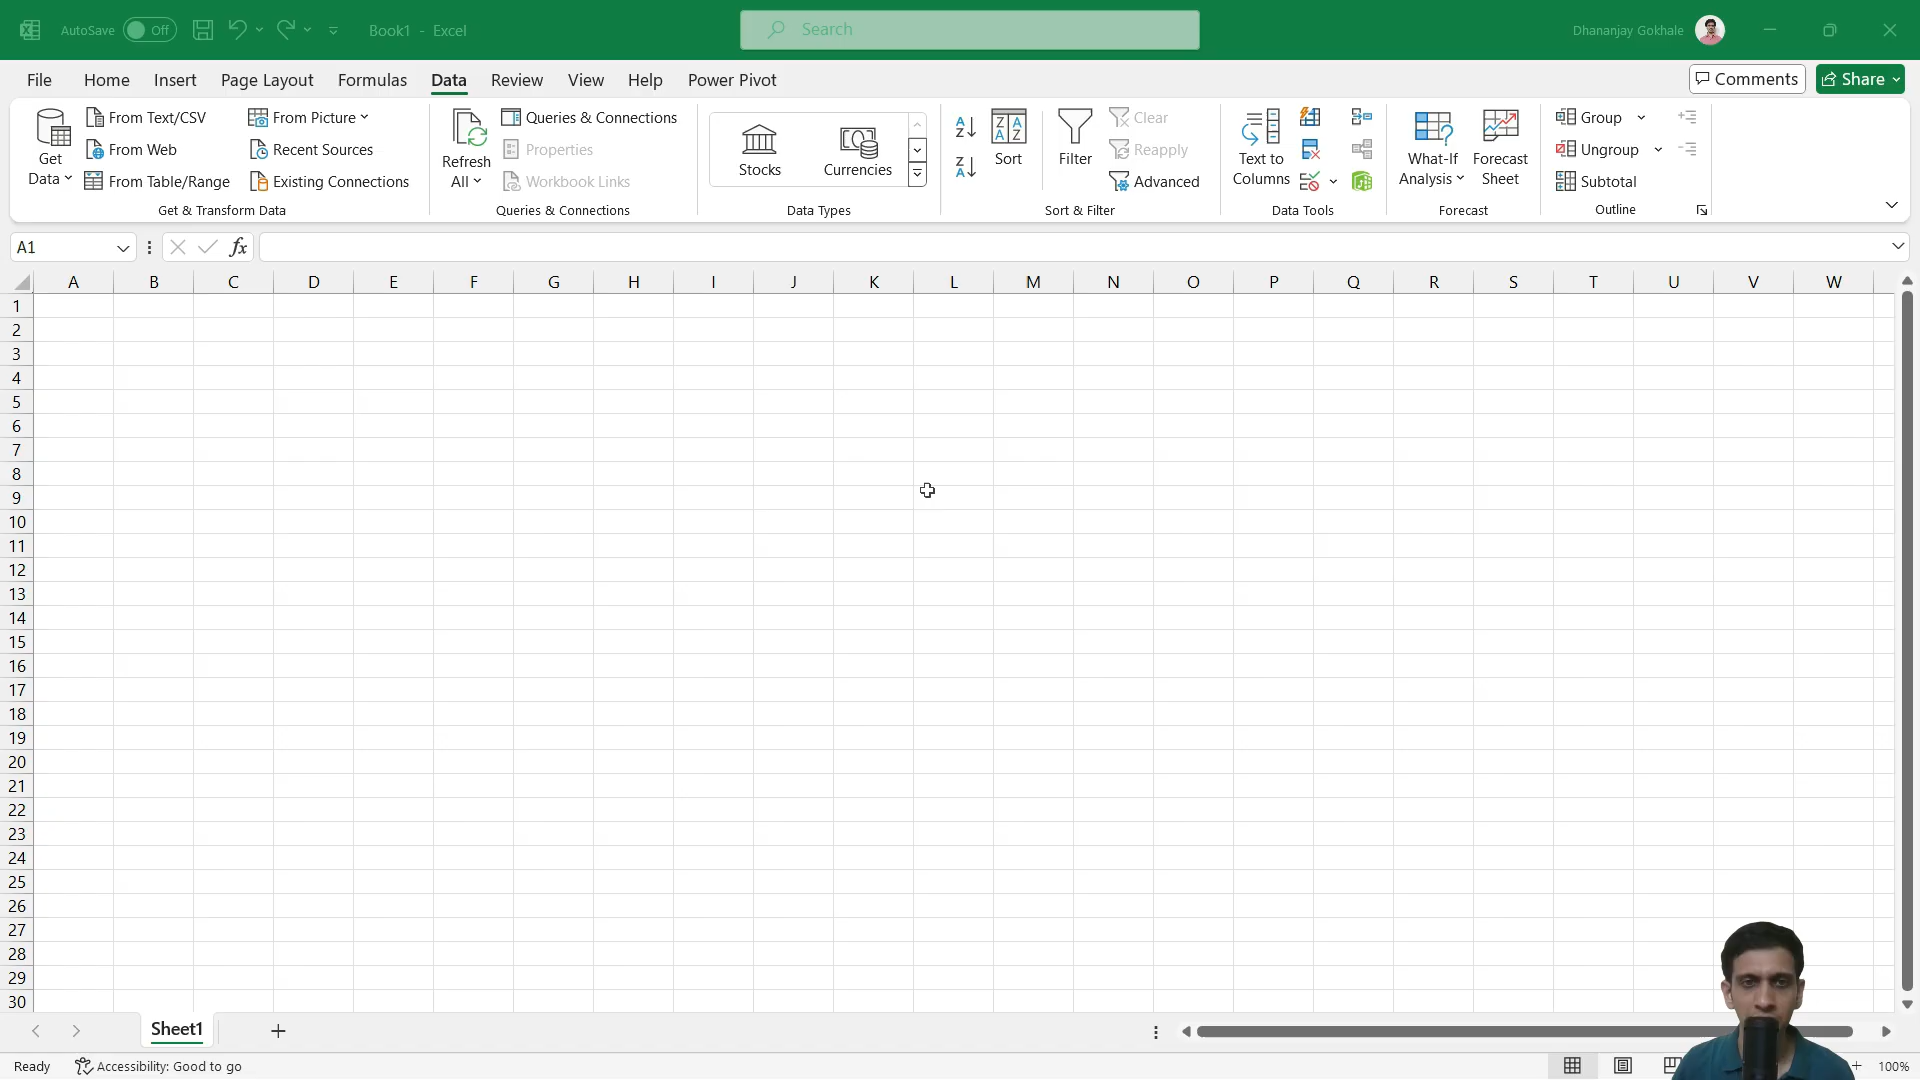 AutoSave Off Book1 - Excel Search Dhananjay Gokhale
File Home Insert Page Layout Formulas Data Review View Help Power Pivot Comments Share
Get Data
From Text/CSV
From Web
From Table/Range
From Picture
Recent Sources
Existing Connections
Get & Transform Data
Refresh All
Queries & Connections
Properties
Workbook Links
Queries & Connections
Stocks Currencies
Data Types
Sort
Filter
Clear
Reapply
Advanced
Sort & Filter
Text to Columns
Data Tools
What-If Analysis
Forecast Sheet
Forecast
Group
Ungroup
Subtotal
Outline
A1 fx
A B C D E F G H I J K L M N O P Q R S T U V W
1
2
3
4
5
6
7
8
9
10
11
12
13
14
15
16
17
18
19
20
21
22
23
24
25
26
27
28
29
30
Sheet1
Ready Accessibility: Good to go 100%